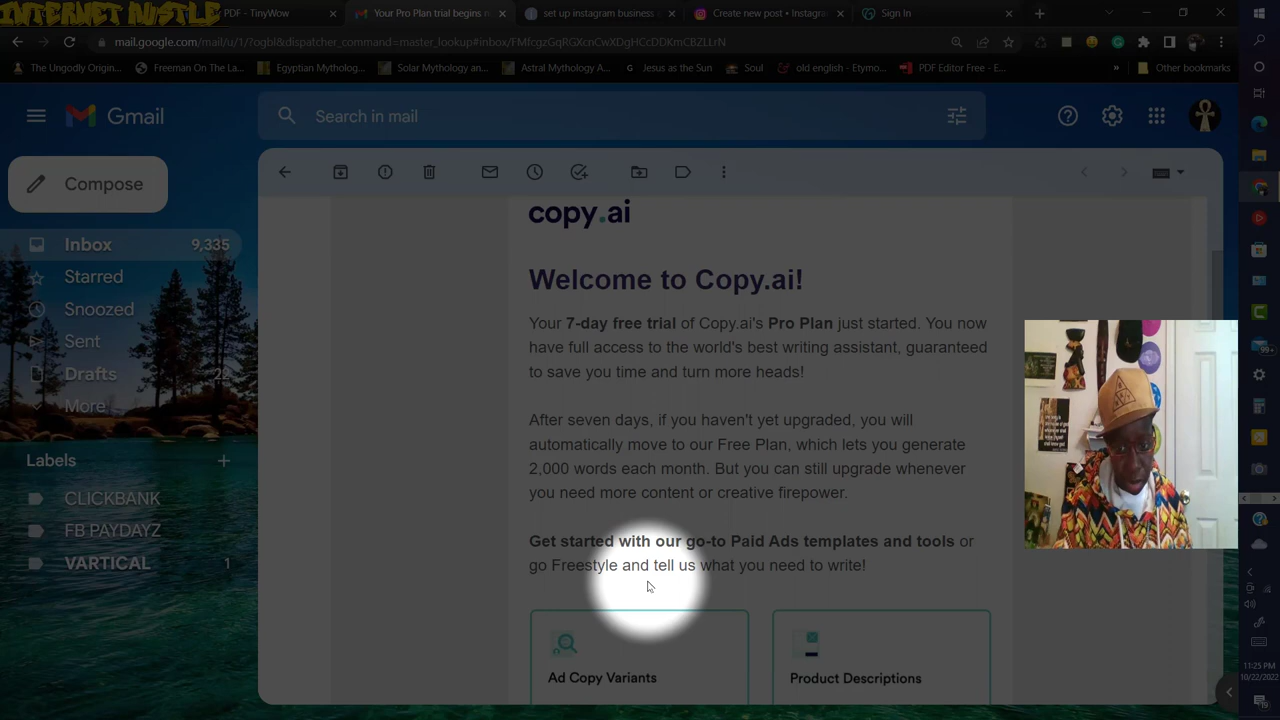 INTERNET HUSTLE
PDF - TinyWow
Your Pro Plan trial begins n
set up instagram business
Create new post • Instagra
Sign In
mail.google.com/mail/u/1/?ogbl&dispatcher_command=master_lookup#inbox/FMfcgzGqRGXcnCwXDgHCcDDKmCBZLLrN
The Ungodly Origin...
Freeman On The La...
Egyptian Mytholog...
Solar Mythology an...
Astral Mythology A...
Jesus as the Sun
Soul
old english - Etymo...
PDF Editor Free - E...
»
Other bookmarks
Gmail
Search in mail
Compose
Inbox 9,335
Starred
Snoozed
Sent
Drafts
More
Labels
CLICKBANK
FB PAYDAYZ
VARTICAL 1
copy.ai
Welcome to Copy.ai!
Your 7-day free trial of Copy.ai's Pro Plan just started. You now
have full access to the world's best writing assistant, guaranteed
to save you time and turn more heads!
After seven days, if you haven't yet upgraded, you will
automatically move to our Free Plan, which lets you generate
2,000 words each month. But you can still upgrade whenever
you need more content or creative firepower.
Get started with our go-to Paid Ads templates and tools or
go Freestyle and tell us what you need to write!
Ad Copy Variants
Product Descriptions
99+
11:25 PM
10/22/2022